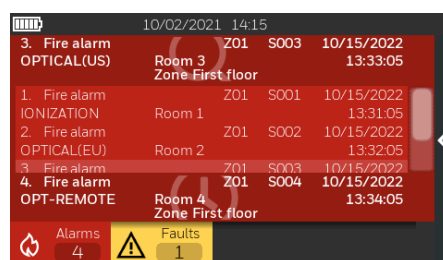 10/02/2021 14:15
3. Fire alarm Z01 S003 10/15/2022
OPTICAL(US) Room 3 13:33:05
Zone First floor
1. Fire alarm Z01 S001 10/15/2022
IONIZATION Room 1 13:31:05
2. Fire alarm Z01 S002 10/15/2022
OPTICAL(EU) Room 2 13:32:05
3. Fire alarm Z01 S003 10/15/2022
4. Fire alarm Z01 S004 10/15/2022
OPT-REMOTE Room 4 13:34:05
Zone First floor
Alarms Faults
4 1